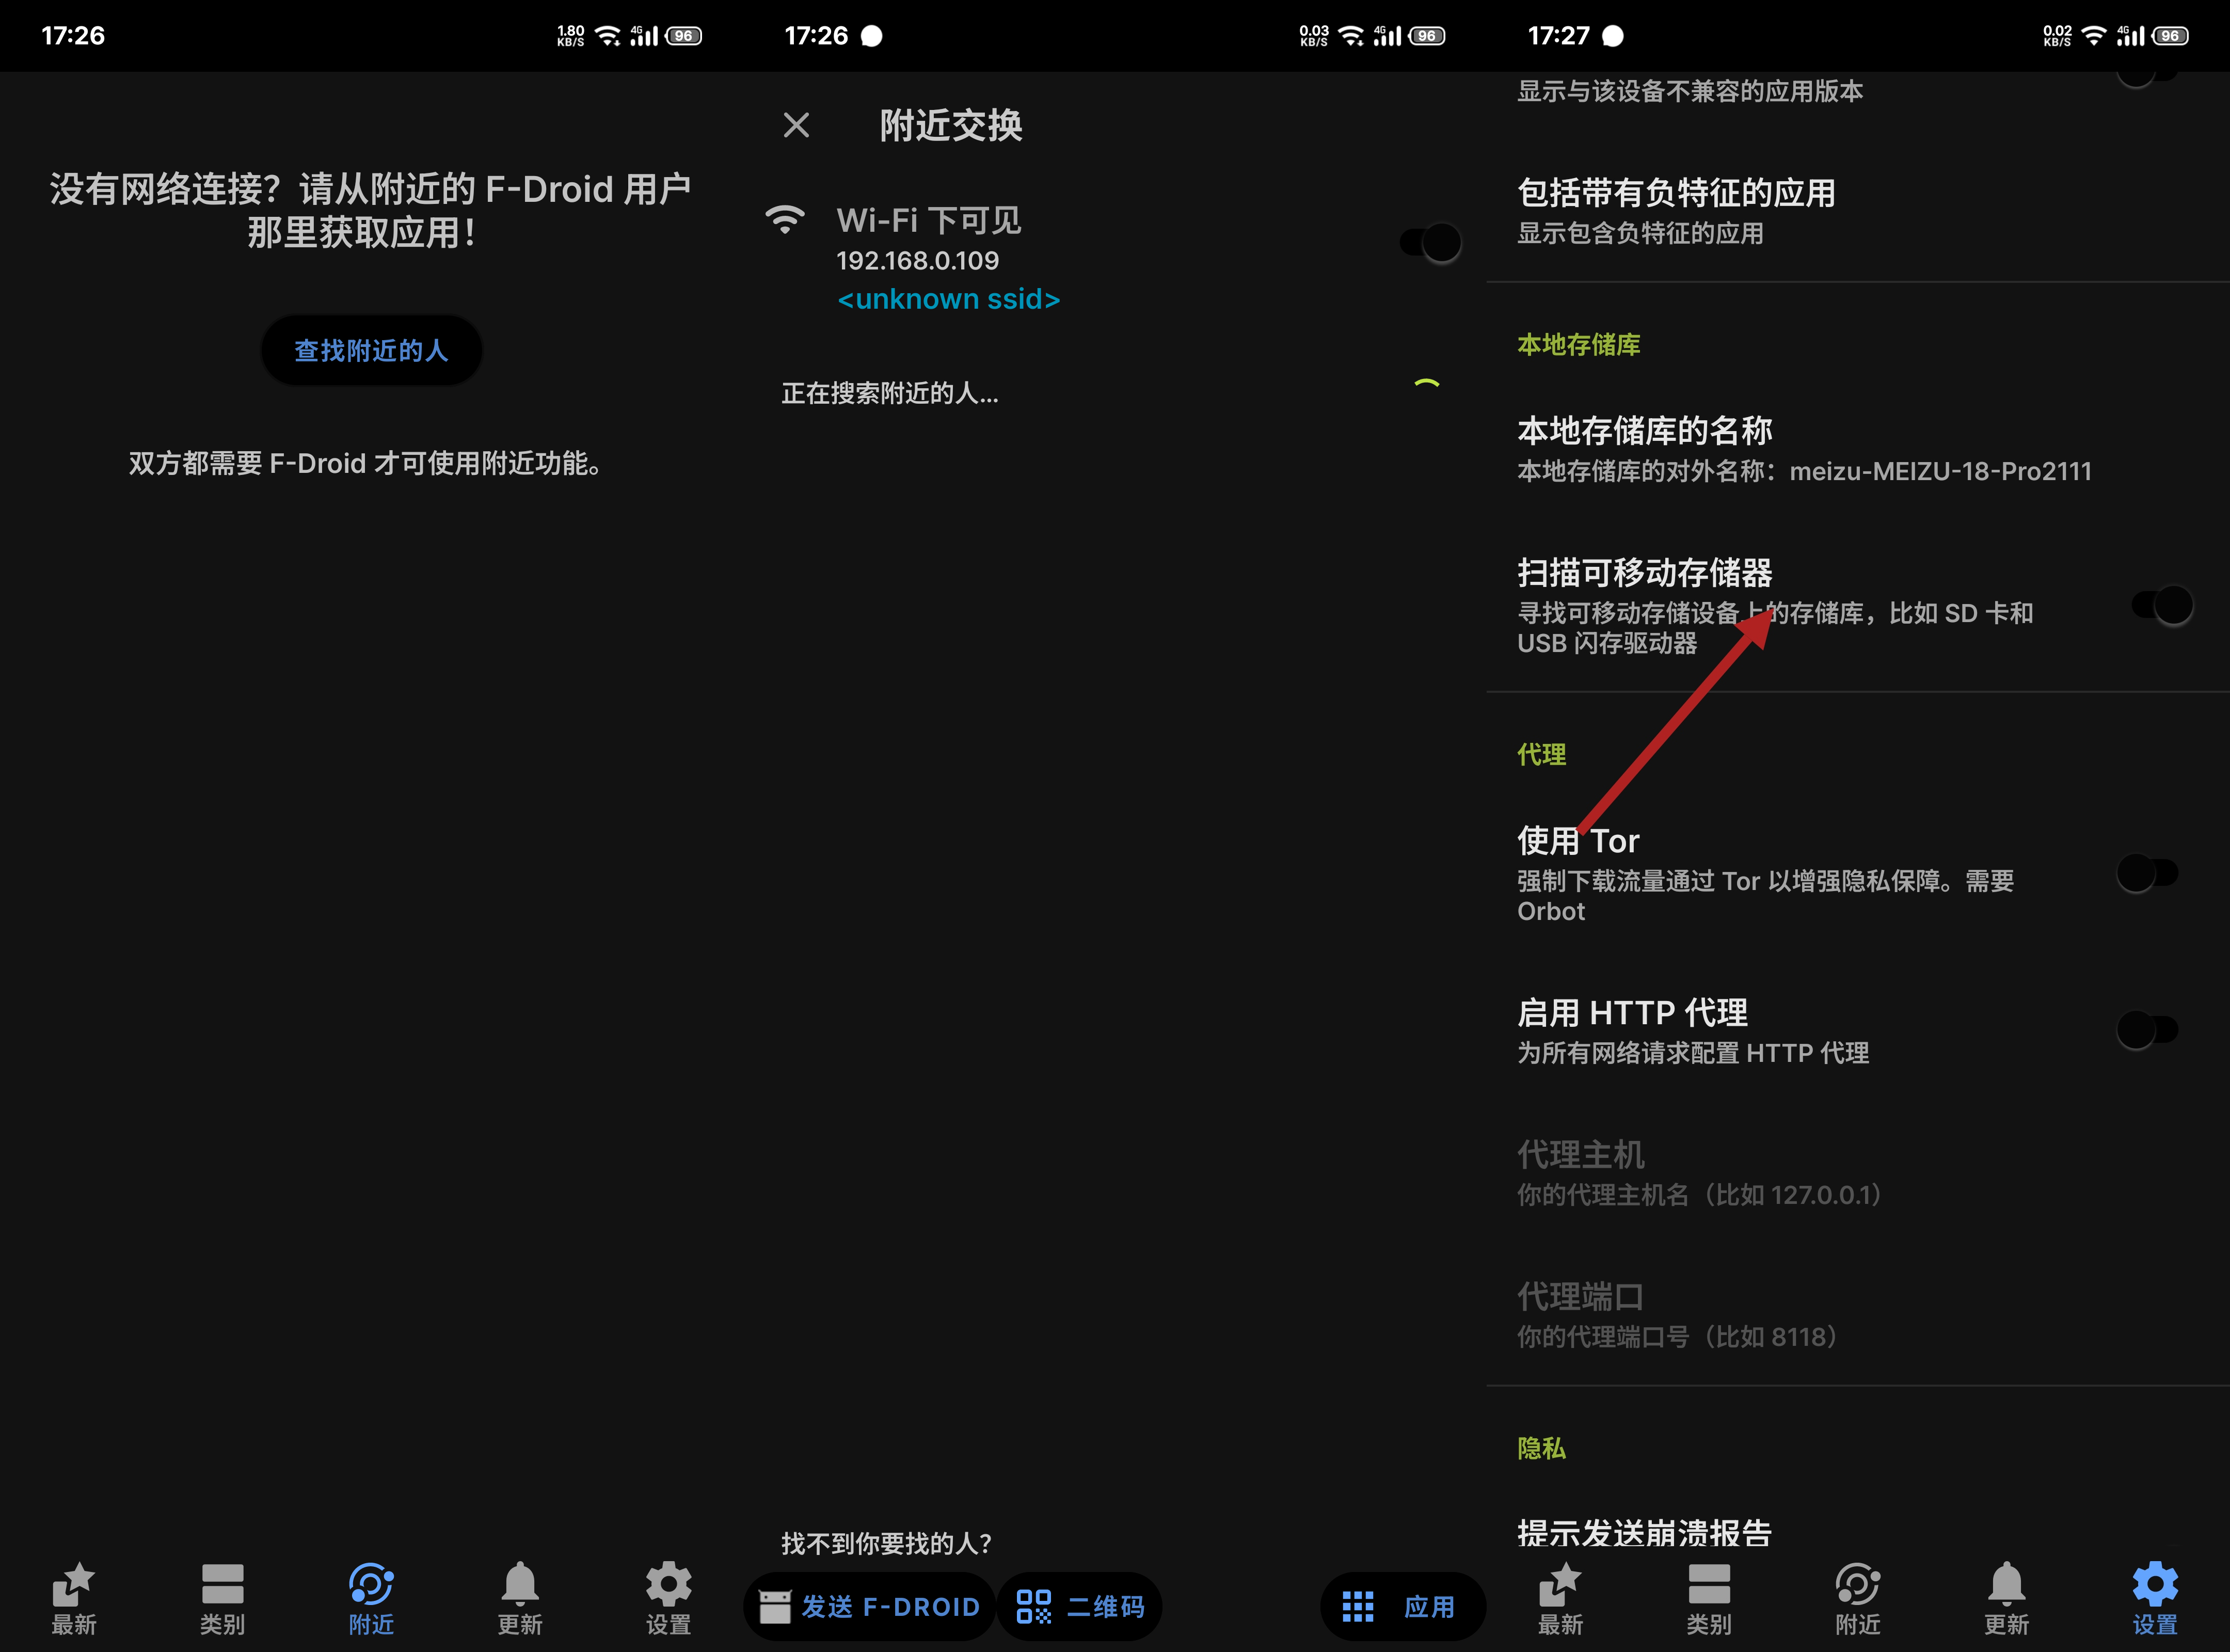 17:26
1.80 KB/S
4G
96
没有网络连接？请从附近的 F-Droid 用户
那里获取应用！
查找附近的人
双方都需要 F-Droid 才可使用附近功能。
最新
类别
附近
更新
设置
17:26
0.03 KB/S
4G
96
附近交换
Wi-Fi 下可见
192.168.0.109
<unknown ssid>
正在搜索附近的人...
找不到你要找的人？
发送 F-DROID
二维码
应用
17:27
0.02 KB/S
4G
96
显示与该设备不兼容的应用版本
包括带有负特征的应用
显示包含负特征的应用
本地存储库
本地存储库的名称
本地存储库的对外名称：meizu-MEIZU-18-Pro2111
扫描可移动存储器
寻找可移动存储设备上的存储库，比如 SD 卡和
USB 闪存驱动器
代理
使用 Tor
强制下载流量通过 Tor 以增强隐私保障。需要
Orbot
启用 HTTP 代理
为所有网络请求配置 HTTP 代理
代理主机
你的代理主机名（比如 127.0.0.1）
代理端口
你的代理端口号（比如 8118）
隐私
提示发送崩溃报告
最新
类别
附近
更新
设置